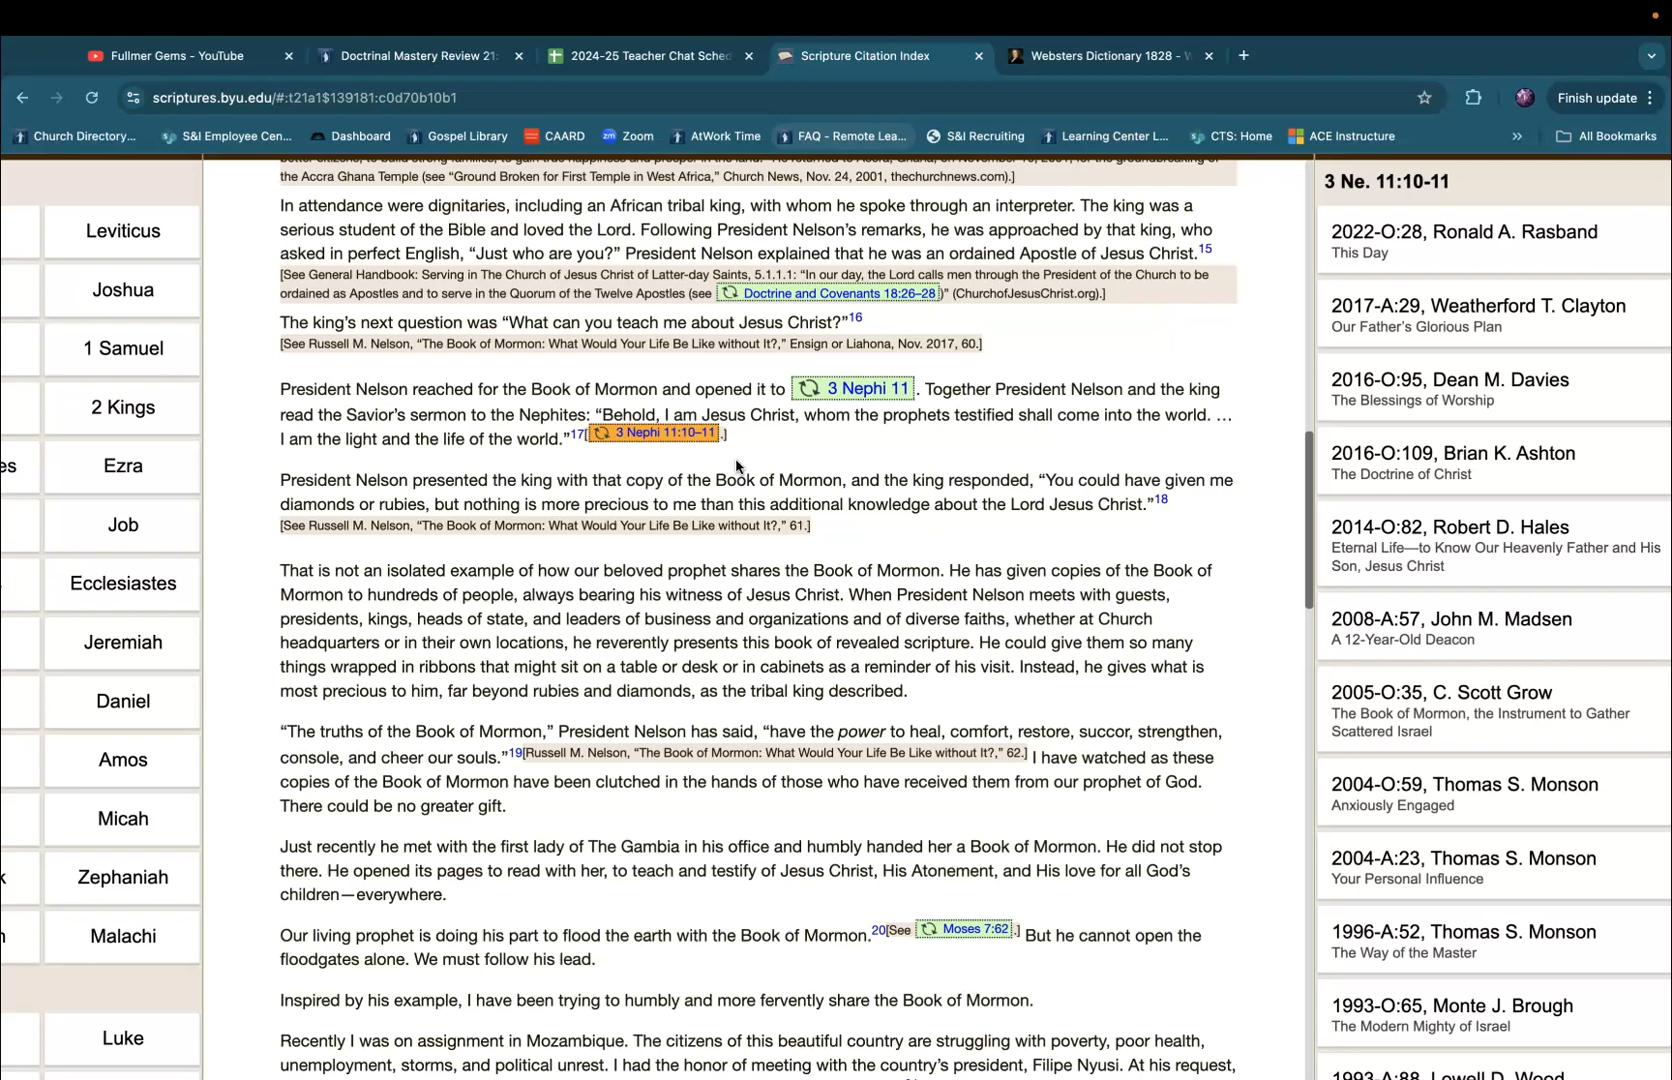 Fullmer Gems - YouTube
Doctrinal Mastery Review 21:
2024-25 Teacher Chat Sched
Scripture Citation Index
Websters Dictionary 1828 - W
scriptures.byu.edu/#:t21a1$139181:c0d70b10b1
Finish update
Church Directory...
S&I Employee Cen...
Dashboard
Gospel Library
CAARD
Zoom
AtWork Time
FAQ - Remote Lea...
S&I Recruiting
Learning Center L...
CTS: Home
ACE Instructure
»
All Bookmarks
Leviticus
Joshua
1 Samuel
2 Kings
es
Ezra
Job
Ecclesiastes
Jeremiah
Daniel
Amos
Micah
k
Zephaniah
Malachi
Luke
the Accra Ghana Temple (see “Ground Broken for First Temple in West Africa,” Church News, Nov. 24, 2001, thechurchnews.com).]
In attendance were dignitaries, including an African tribal king, with whom he spoke through an interpreter. The king was a
serious student of the Bible and loved the Lord. Following President Nelson’s remarks, he was approached by that king, who
asked in perfect English, “Just who are you?” President Nelson explained that he was an ordained Apostle of Jesus Christ.15
[See General Handbook: Serving in The Church of Jesus Christ of Latter-day Saints, 5.1.1.1: “In our day, the Lord calls men through the President of the Church to be
ordained as Apostles and to serve in the Quorum of the Twelve Apostles (see Doctrine and Covenants 18:26–28)” (ChurchofJesusChrist.org).]
The king’s next question was “What can you teach me about Jesus Christ?”16
[See Russell M. Nelson, “The Book of Mormon: What Would Your Life Be Like without It?,” Ensign or Liahona, Nov. 2017, 60.]
President Nelson reached for the Book of Mormon and opened it to 3 Nephi 11. Together President Nelson and the king
read the Savior’s sermon to the Nephites: “Behold, I am Jesus Christ, whom the prophets testified shall come into the world. …
I am the light and the life of the world.”17[3 Nephi 11:10–11.]
President Nelson presented the king with that copy of the Book of Mormon, and the king responded, “You could have given me
diamonds or rubies, but nothing is more precious to me than this additional knowledge about the Lord Jesus Christ.”18
[See Russell M. Nelson, “The Book of Mormon: What Would Your Life Be Like without It?,” 61.]
That is not an isolated example of how our beloved prophet shares the Book of Mormon. He has given copies of the Book of
Mormon to hundreds of people, always bearing his witness of Jesus Christ. When President Nelson meets with guests,
presidents, kings, heads of state, and leaders of business and organizations and of diverse faiths, whether at Church
headquarters or in their own locations, he reverently presents this book of revealed scripture. He could give them so many
things wrapped in ribbons that might sit on a table or desk or in cabinets as a reminder of his visit. Instead, he gives what is
most precious to him, far beyond rubies and diamonds, as the tribal king described.
“The truths of the Book of Mormon,” President Nelson has said, “have the power to heal, comfort, restore, succor, strengthen,
console, and cheer our souls.”19[Russell M. Nelson, “The Book of Mormon: What Would Your Life Be Like without It?,” 62.] I have watched as these
copies of the Book of Mormon have been clutched in the hands of those who have received them from our prophet of God.
There could be no greater gift.
Just recently he met with the first lady of The Gambia in his office and humbly handed her a Book of Mormon. He did not stop
there. He opened its pages to read with her, to teach and testify of Jesus Christ, His Atonement, and His love for all God’s
children—everywhere.
Our living prophet is doing his part to flood the earth with the Book of Mormon.20[See Moses 7:62.] But he cannot open the
floodgates alone. We must follow his lead.
Inspired by his example, I have been trying to humbly and more fervently share the Book of Mormon.
Recently I was on assignment in Mozambique. The citizens of this beautiful country are struggling with poverty, poor health,
unemployment, storms, and political unrest. I had the honor of meeting with the country’s president, Filipe Nyusi. At his request,
3 Ne. 11:10-11
2022-O:28, Ronald A. Rasband
This Day
2017-A:29, Weatherford T. Clayton
Our Father’s Glorious Plan
2016-O:95, Dean M. Davies
The Blessings of Worship
2016-O:109, Brian K. Ashton
The Doctrine of Christ
2014-O:82, Robert D. Hales
Eternal Life—to Know Our Heavenly Father and His
Son, Jesus Christ
2008-A:57, John M. Madsen
A 12-Year-Old Deacon
2005-O:35, C. Scott Grow
The Book of Mormon, the Instrument to Gather
Scattered Israel
2004-O:59, Thomas S. Monson
Anxiously Engaged
2004-A:23, Thomas S. Monson
Your Personal Influence
1996-A:52, Thomas S. Monson
The Way of the Master
1993-O:65, Monte J. Brough
The Modern Mighty of Israel
1993-A:88, Lowell D. Wood